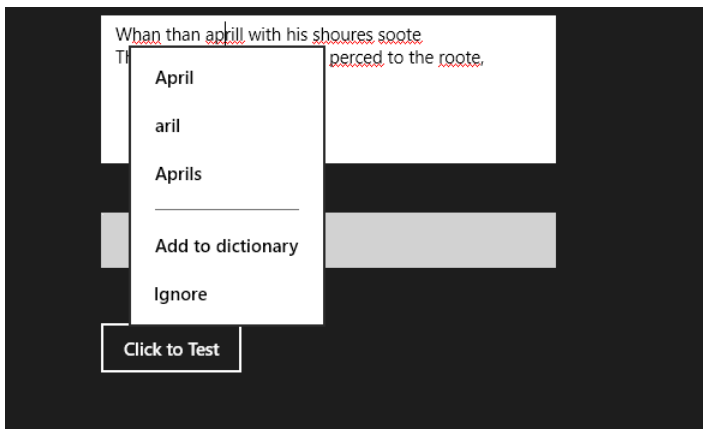 Whan than aprill with his shoures soote
perced to the roote,
April
aril
Aprils
Add to dictionary
Ignore
Click to Test